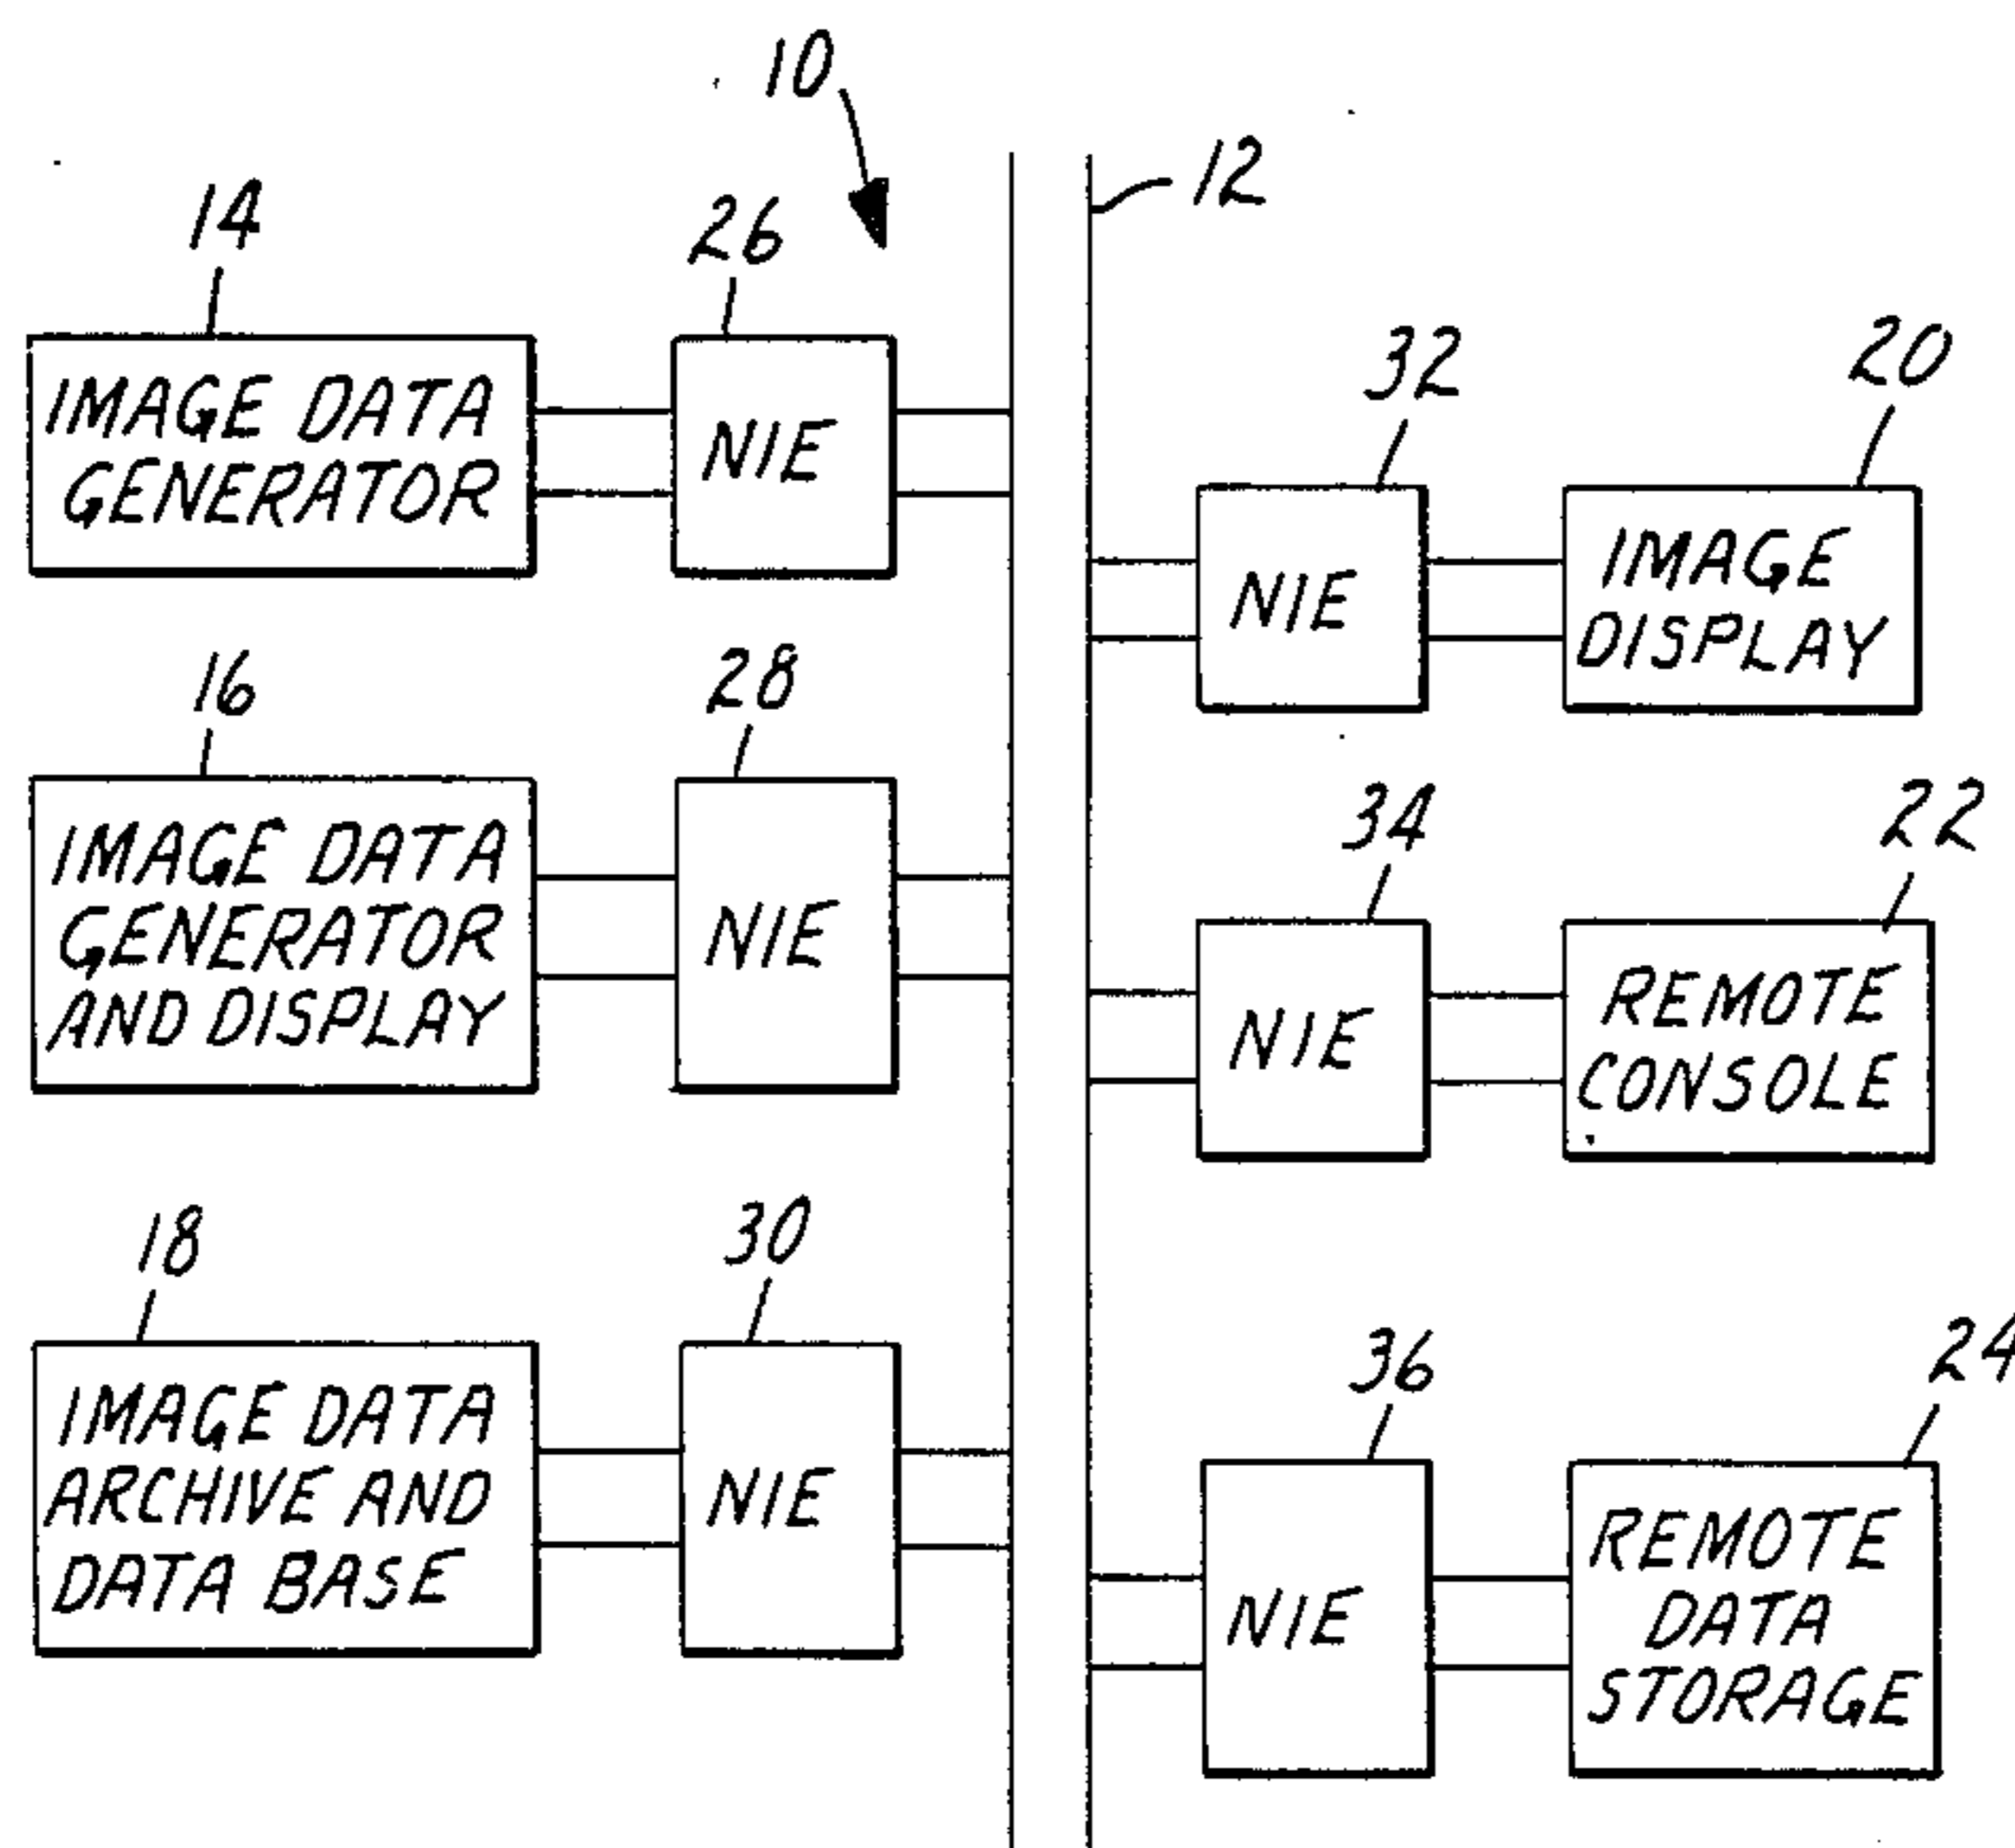 10
12
14
26
IMAGE DATA
GENERATOR
NIE
32
20
NIE
IMAGE
DISPLAY
16
28
IMAGE DATA
GENERATOR
AND DISPLAY
NIE
34
22
NIE
REMOTE
CONSOLE
18
30
IMAGE DATA
ARCHIVE AND
DATA BASE
NIE
36
24
NIE
REMOTE
DATA
STORAGE